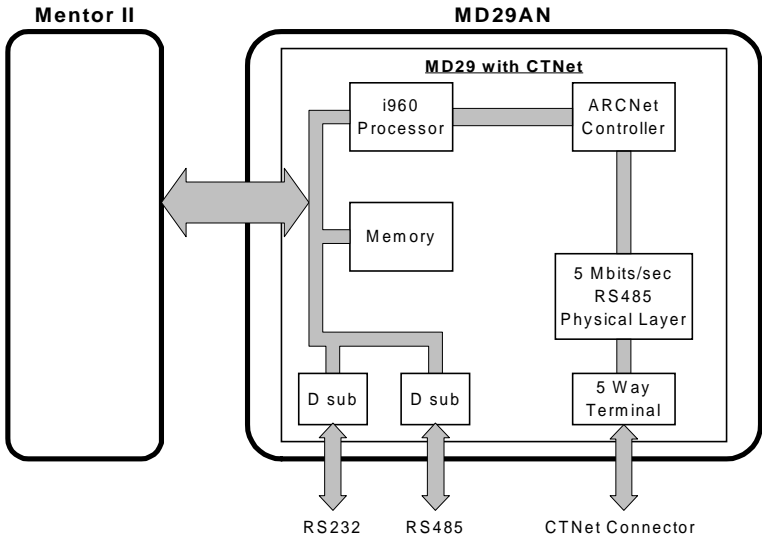 Mentor II
MD29AN
MD29 with CTNet
i960
Processor
ARCNet
Controller
Memory
5 Mbits/sec
RS485
Physical Layer
D sub
D sub
5 Way
Terminal
RS232
RS485
CTNet Connector